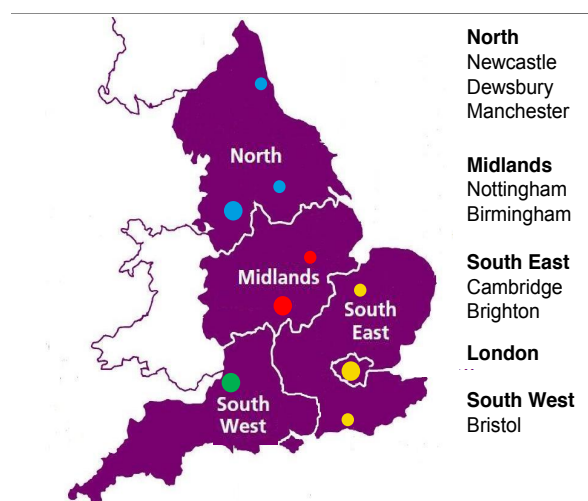 North
Midlands
South
East
South
West
North
Newcastle
Dewsbury
Manchester
Midlands
Nottingham
Birmingham
South East
Cambridge
Brighton
London
South West
Bristol